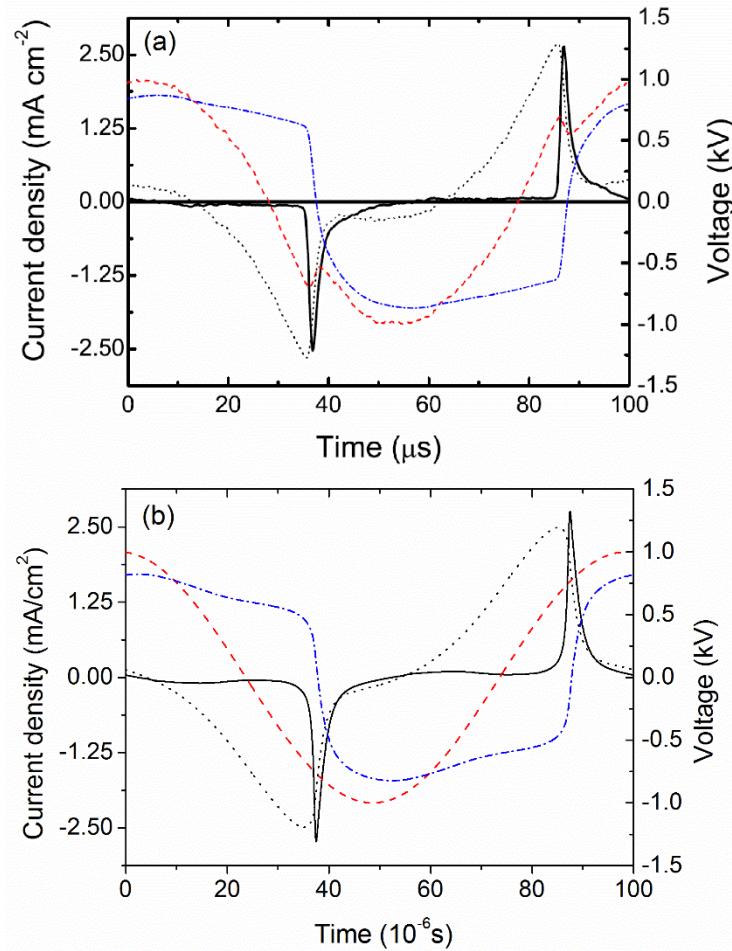 (a)
Current density (mA cm-2)
2.50
1.25
0.00
-1.25
-2.50
1.5
1.0
0.5
0.0
-0.5
-1.0
-1.5
Voltage (kV)
0 20 40 60 80 100
Time (μs)
(b)
Current density (mA/cm2)
2.50
1.25
0.00
-1.25
-2.50
1.5
1.0
0.5
0.0
-0.5
-1.0
-1.5
Voltage (kV)
0 20 40 60 80 100
Time (10-6s)